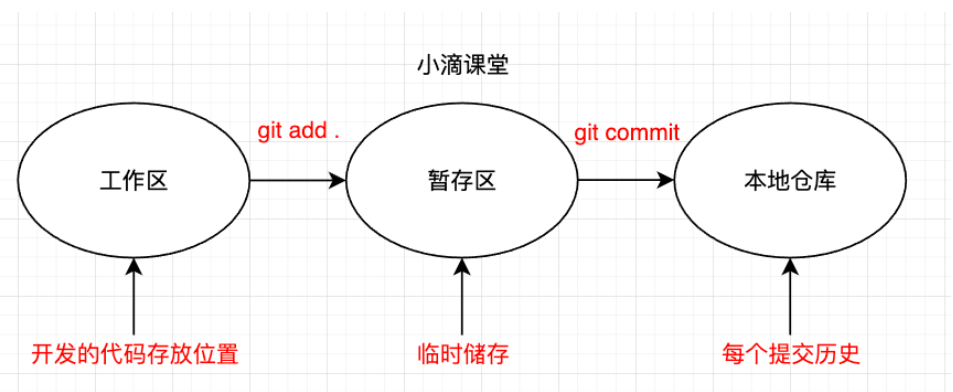 小滴课堂
git add .
git commit
工作区
暂存区
本地仓库
开发的代码存放位置
临时储存
每个提交历史